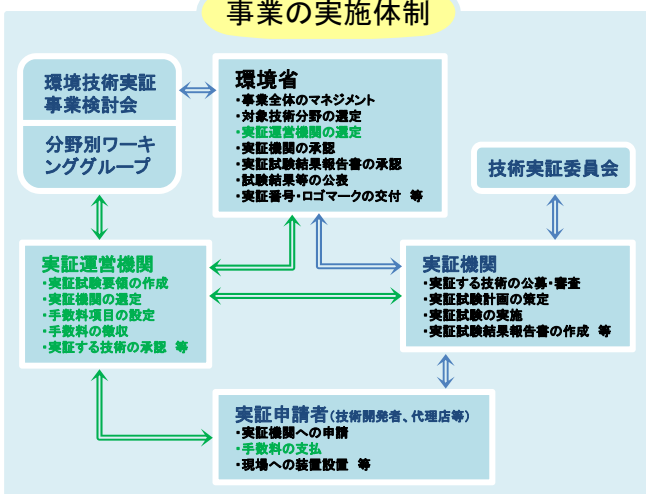 事業の実施体制
環境技術実証
事業検討会
分野別ワーキ
ンググループ
環境省
・事業全体のマネジメント
・対象技術分野の選定
・実証運営機関の選定
・実証機関の承認
・実証試験結果報告書の承認
・試験結果等の公表
・実証番号・ロゴマークの交付 等
技術実証委員会
実証運営機関
・実証試験要領の作成
・実証機関の選定
・手数料項目の設定
・手数料の徴収
・実証する技術の承認 等
実証機関
・実証する技術の公募・審査
・実証試験計画の策定
・実証試験の実施
・実証試験結果報告書の作成 等
実証申請者(技術開発者、代理店等)
・実証機関への申請
・手数料の支払
・現場への装置設置 等